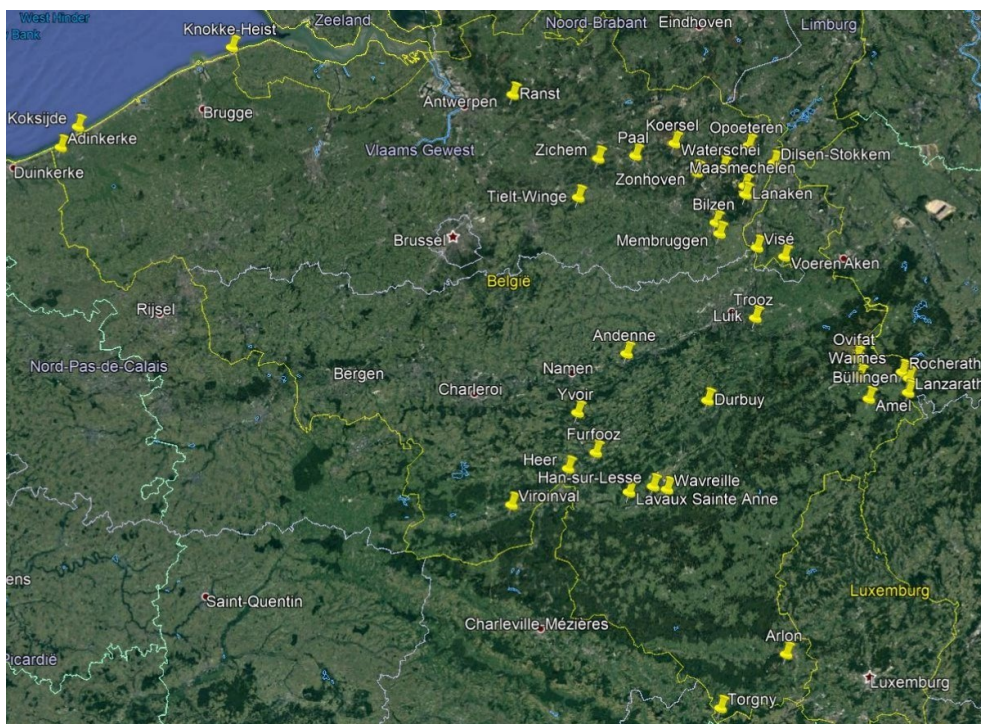 West Hinder
Bank
Zeeland
Noord-Brabant
Eindhoven
Limburg
Knokke-Heist
Koksijde
Adinkerke
Duinkerke
Brugge
Antwerpen
Ranst
Vlaams Gewest
Zichem
Paal
Koersel
Opoeteren
Waterschei
Dilsen-Stokkem
Maasmechelen
Zonhoven
Lanaken
Tielt-Winge
Bilzen
Membruggen
Visé
Voeren
Aken
Brussel
België
Rijsel
Trooz
Luik
Andenne
Ovifat
Waimes
Rocherath
Büllingen
Lanzarath
Amel
Nord-Pas-de-Calais
Bergen
Charleroi
Namen
Yvoir
Durbuy
Furfooz
Heer
Han-sur-Lesse
Wavreille
Lavaux Sainte Anne
Viroinval
ens
Saint-Quentin
Charleville-Mézières
Luxemburg
Arlon
Picardië
Luxemburg
Torgny